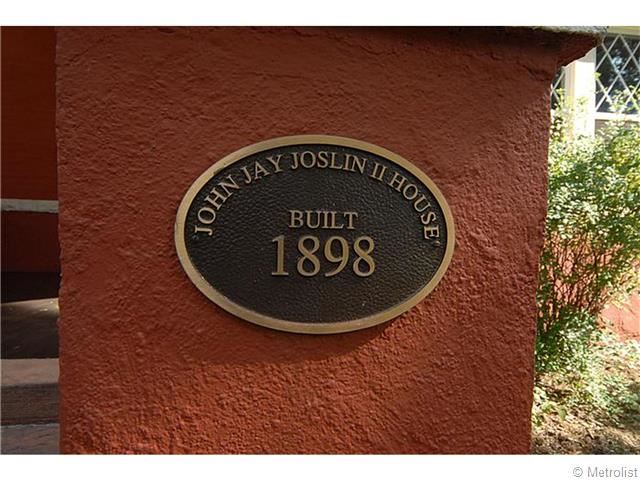 JOHN JAY JOSLIN II HOUSE
BUILT
1898
© Metrolist